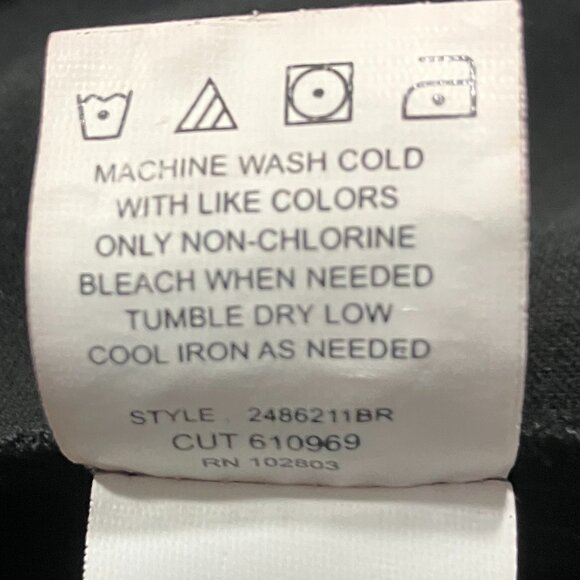 MACHINE WASH COLD
WITH LIKE COLORS
ONLY NON-CHLORINE
BLEACH WHEN NEEDED
TUMBLE DRY LOW
COOL IRON AS NEEDED
STYLE . 2486211BR
CUT 610969
RN 102803